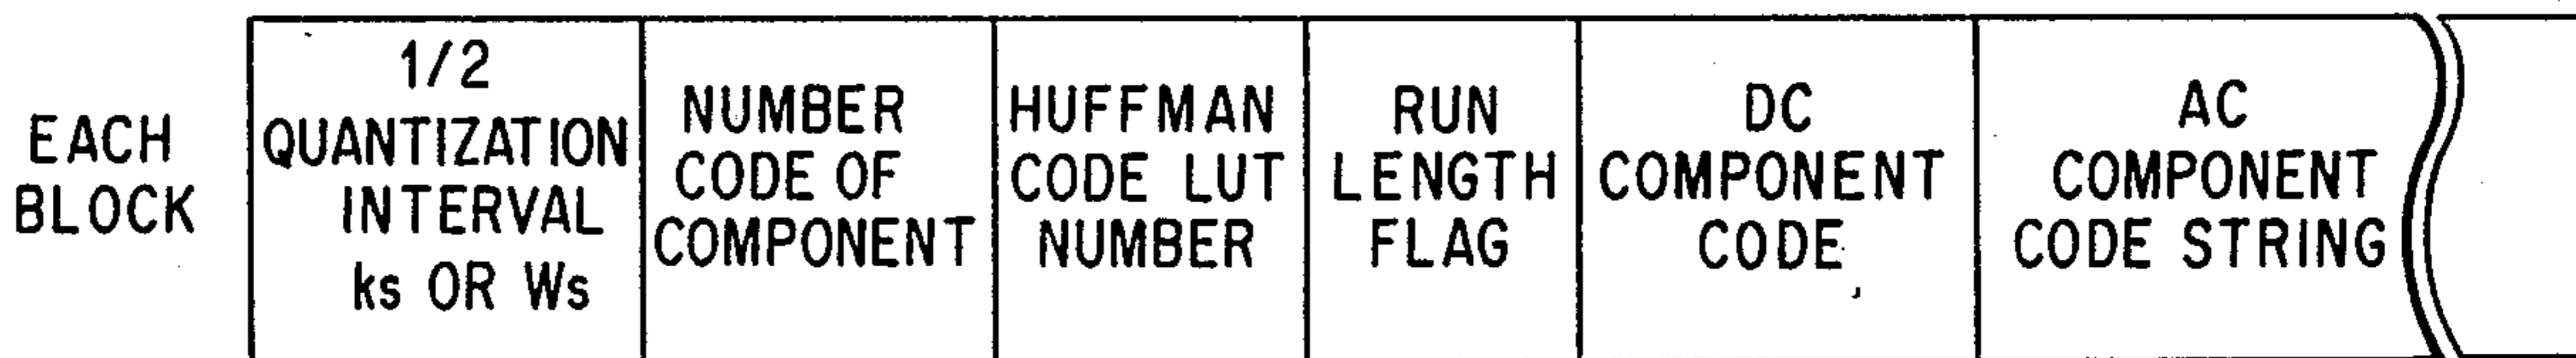 EACH
BLOCK
1/2
QUANTIZATION
INTERVAL
ks OR Ws
NUMBER
CODE OF
COMPONENT
HUFFMAN
CODE LUT
NUMBER
RUN
LENGTH
FLAG
DC
COMPONENT
CODE
AC
COMPONENT
CODE STRING